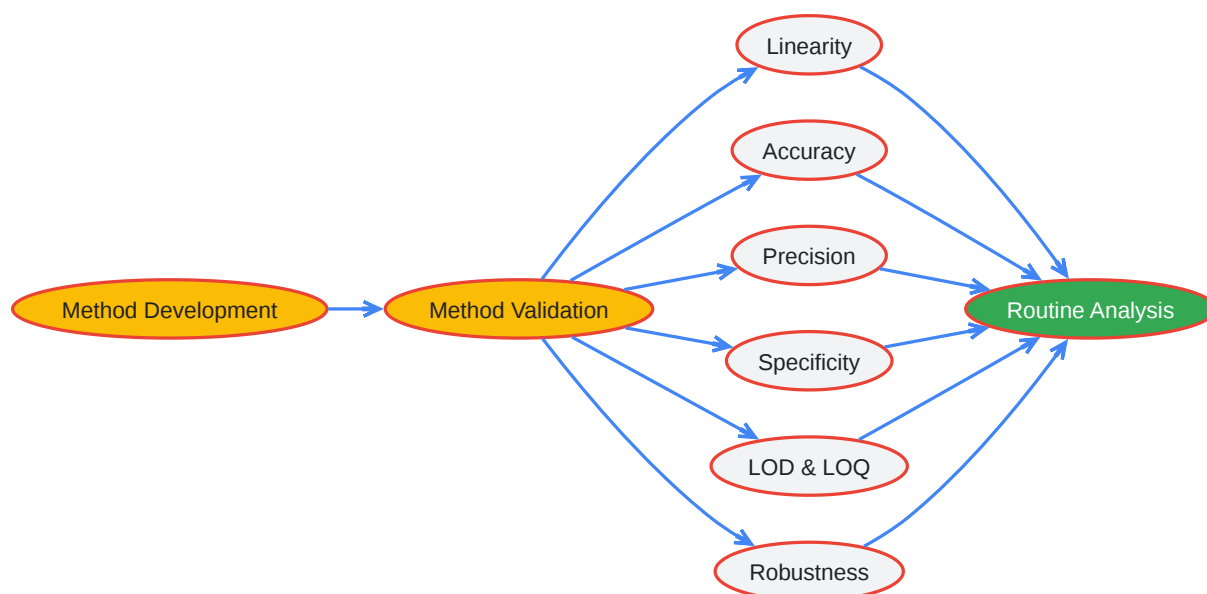 Method Development
Method Validation
Linearity
Accuracy
Precision
Specificity
LOD & LOQ
Robustness
Routine Analysis